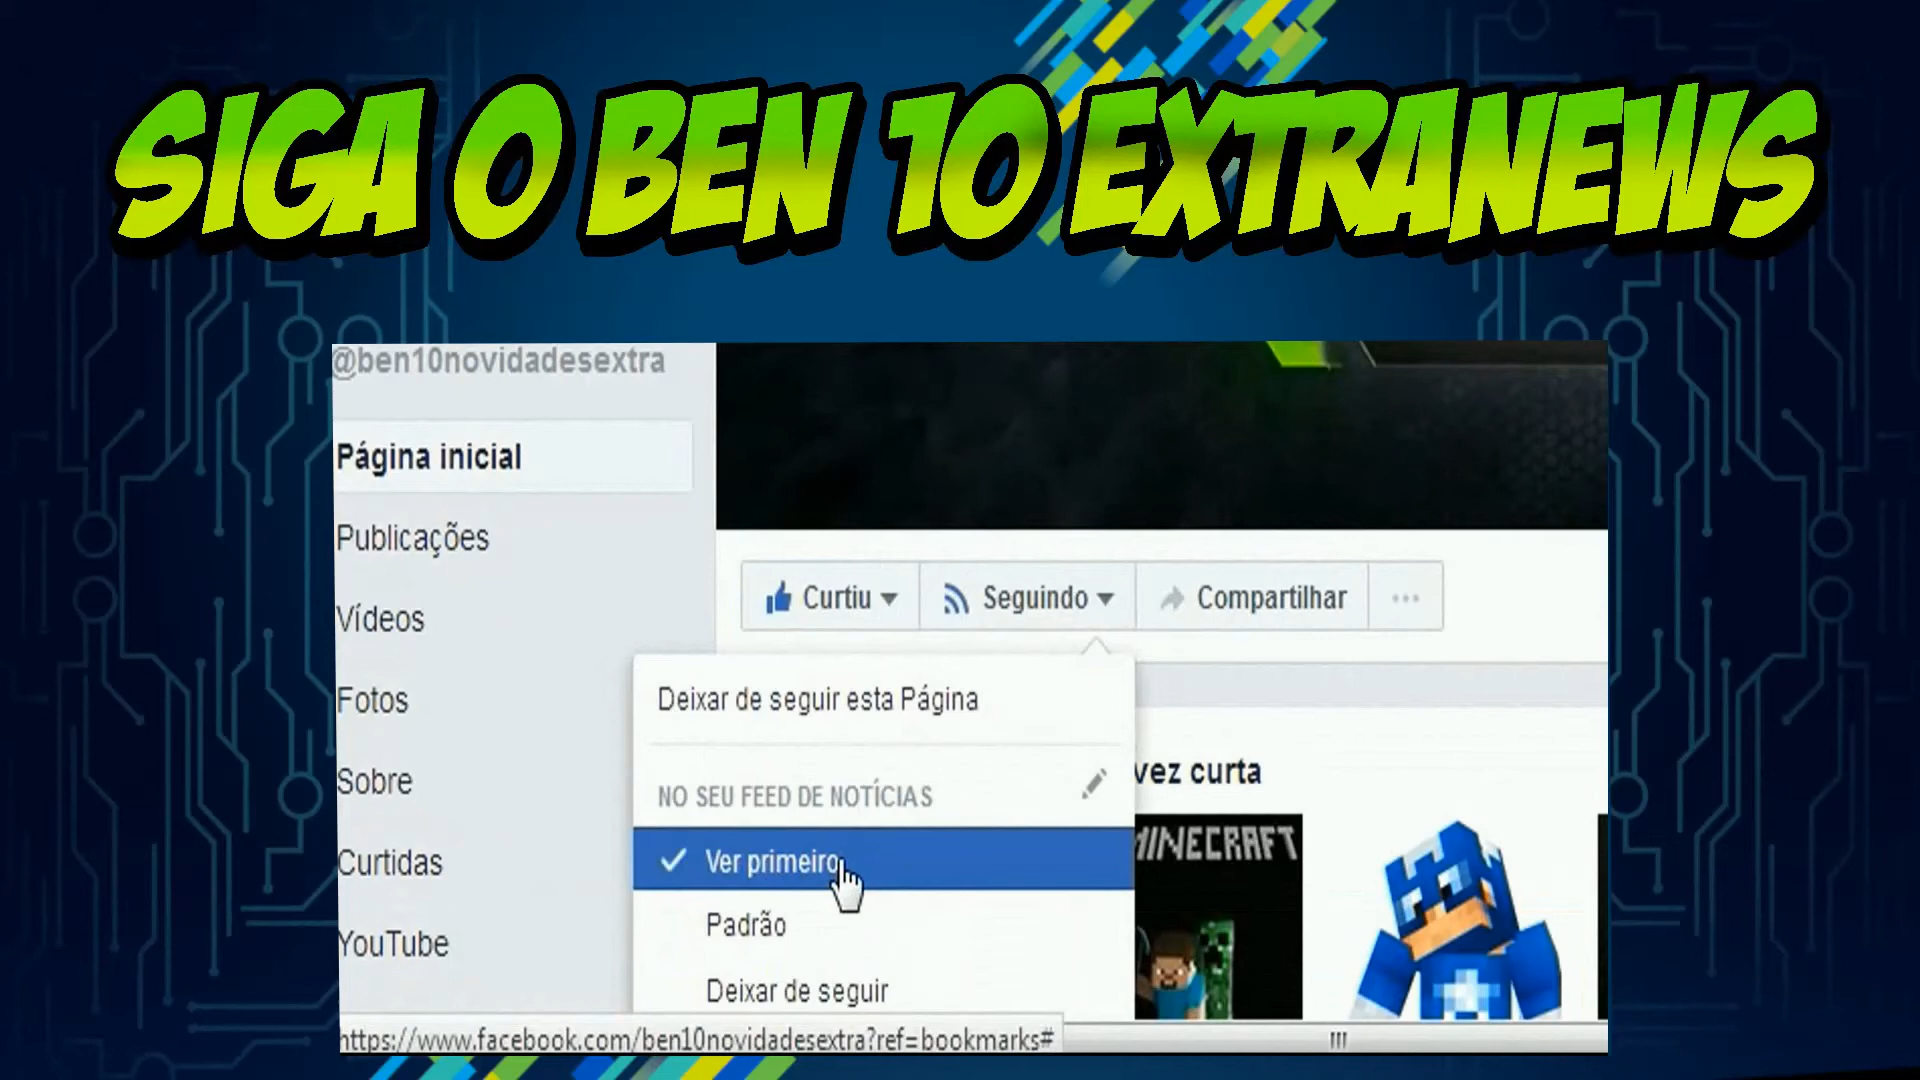 SIGA O BEN 10 EXTRANEWS
@ben10novidadesextra
Página inicial
Publicações
Vídeos
Fotos
Sobre
Curtidas
YouTube
Curtiu
Seguindo
Compartilhar
Deixar de seguir esta Página
NO SEU FEED DE NOTÍCIAS
Ver primeiro
Padrão
Deixar de seguir
vez curta
MINECRAFT
https://www.facebook.com/ben10novidadesextra?ref=bookmarks#